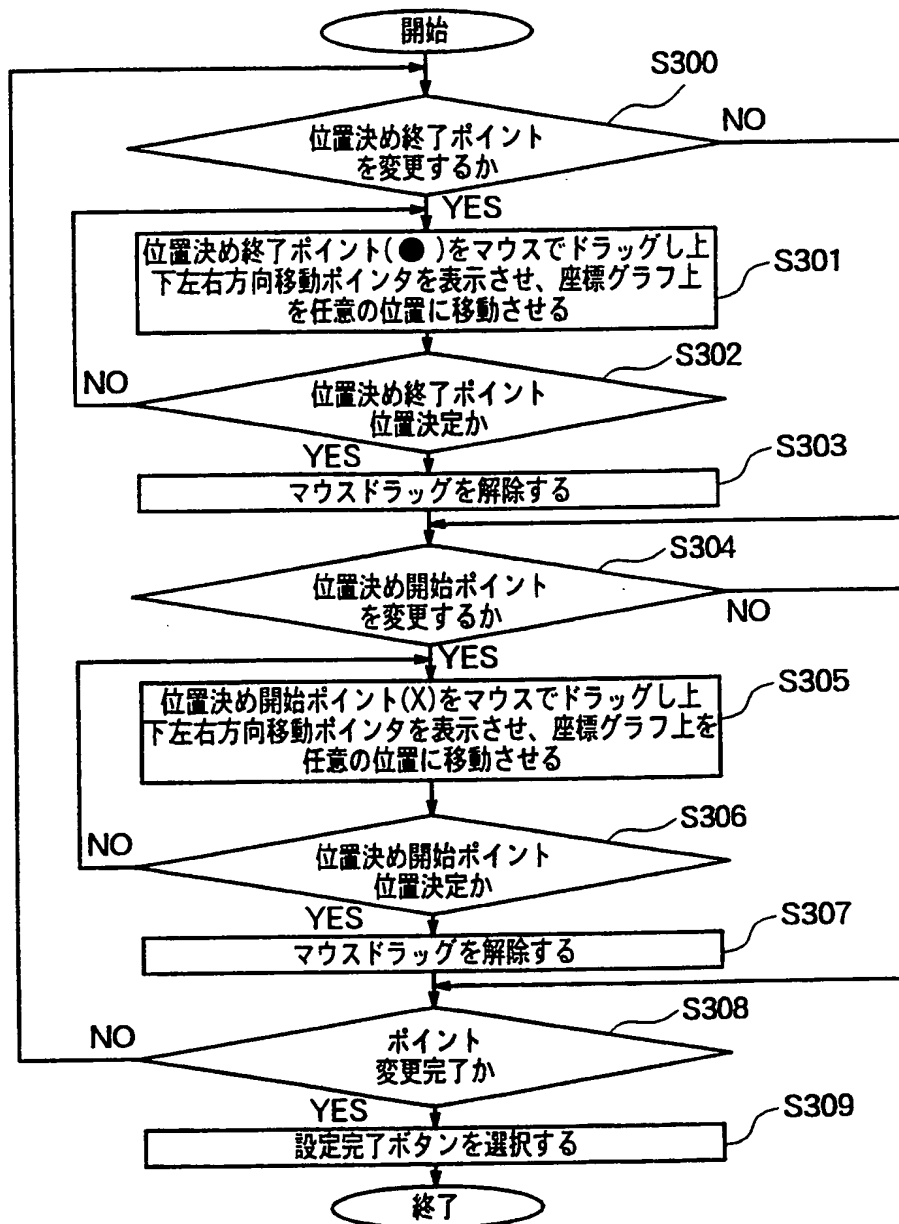 開始
S300
位置決め終了ポイント
を変更するか
NO
YES
位置決め終了ポイント(●)をマウスでドラッグし上
下左右方向移動ポインタを表示させ、座標グラフ上
を任意の位置に移動させる
S301
S302
NO
位置決め終了ポイント
位置決定か
YES
S303
マウスドラッグを解除する
S304
位置決め開始ポイント
を変更するか
NO
YES
S305
位置決め開始ポイント(X)をマウスでドラッグし上
下左右方向移動ポインタを表示させ、座標グラフ上を
任意の位置に移動させる
S306
NO
位置決め開始ポイント
位置決定か
YES
S307
マウスドラッグを解除する
S308
NO
ポイント
変更完了か
YES
S309
設定完了ボタンを選択する
終了